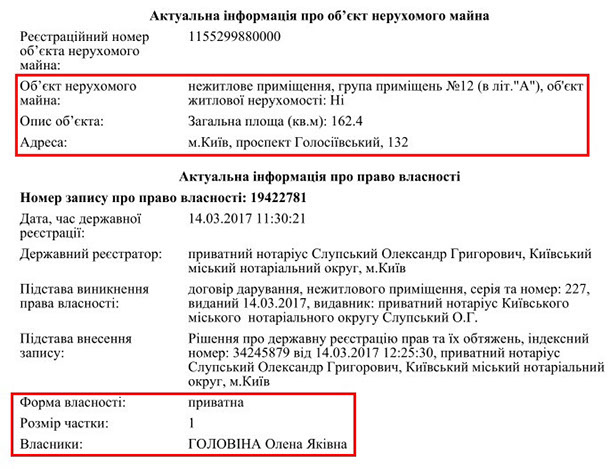 Актуальна інформація про об’єкт нерухомого майна
Реєстраційний номер 1155299880000
об’єкта нерухомого
майна:
Об’єкт нерухомого нежитлове приміщення, група приміщень №12 (в літ."А"), об'єкт
майна: житлової нерухомості: Ні
Опис об’єкта: Загальна площа (кв.м): 162.4
Адреса: м.Київ, проспект Голосіївський, 132
Актуальна інформація про право власності
Номер запису про право власності: 19422781
Дата, час державної 14.03.2017 11:30:21
реєстрації:
Державний реєстратор: приватний нотаріус Слупський Олександр Григорович, Київський
міський нотаріальний округ, м.Київ
Підстава виникнення договір дарування, нежитлового приміщення, серія та номер: 227,
права власності: виданий 14.03.2017, видавник: приватний нотаріус Київського
міського нотаріального округу Слупський О.Г.
Підстава внесення Рішення про державну реєстрацію прав та їх обтяжень, індексний
запису: номер: 34245879 від 14.03.2017 12:25:30, приватний нотаріус
Слупський Олександр Григорович, Київський міський нотаріальний
округ, м.Київ
Форма власності: приватна
Розмір частки: 1
Власники: ГОЛОВІНА Олена Яківна